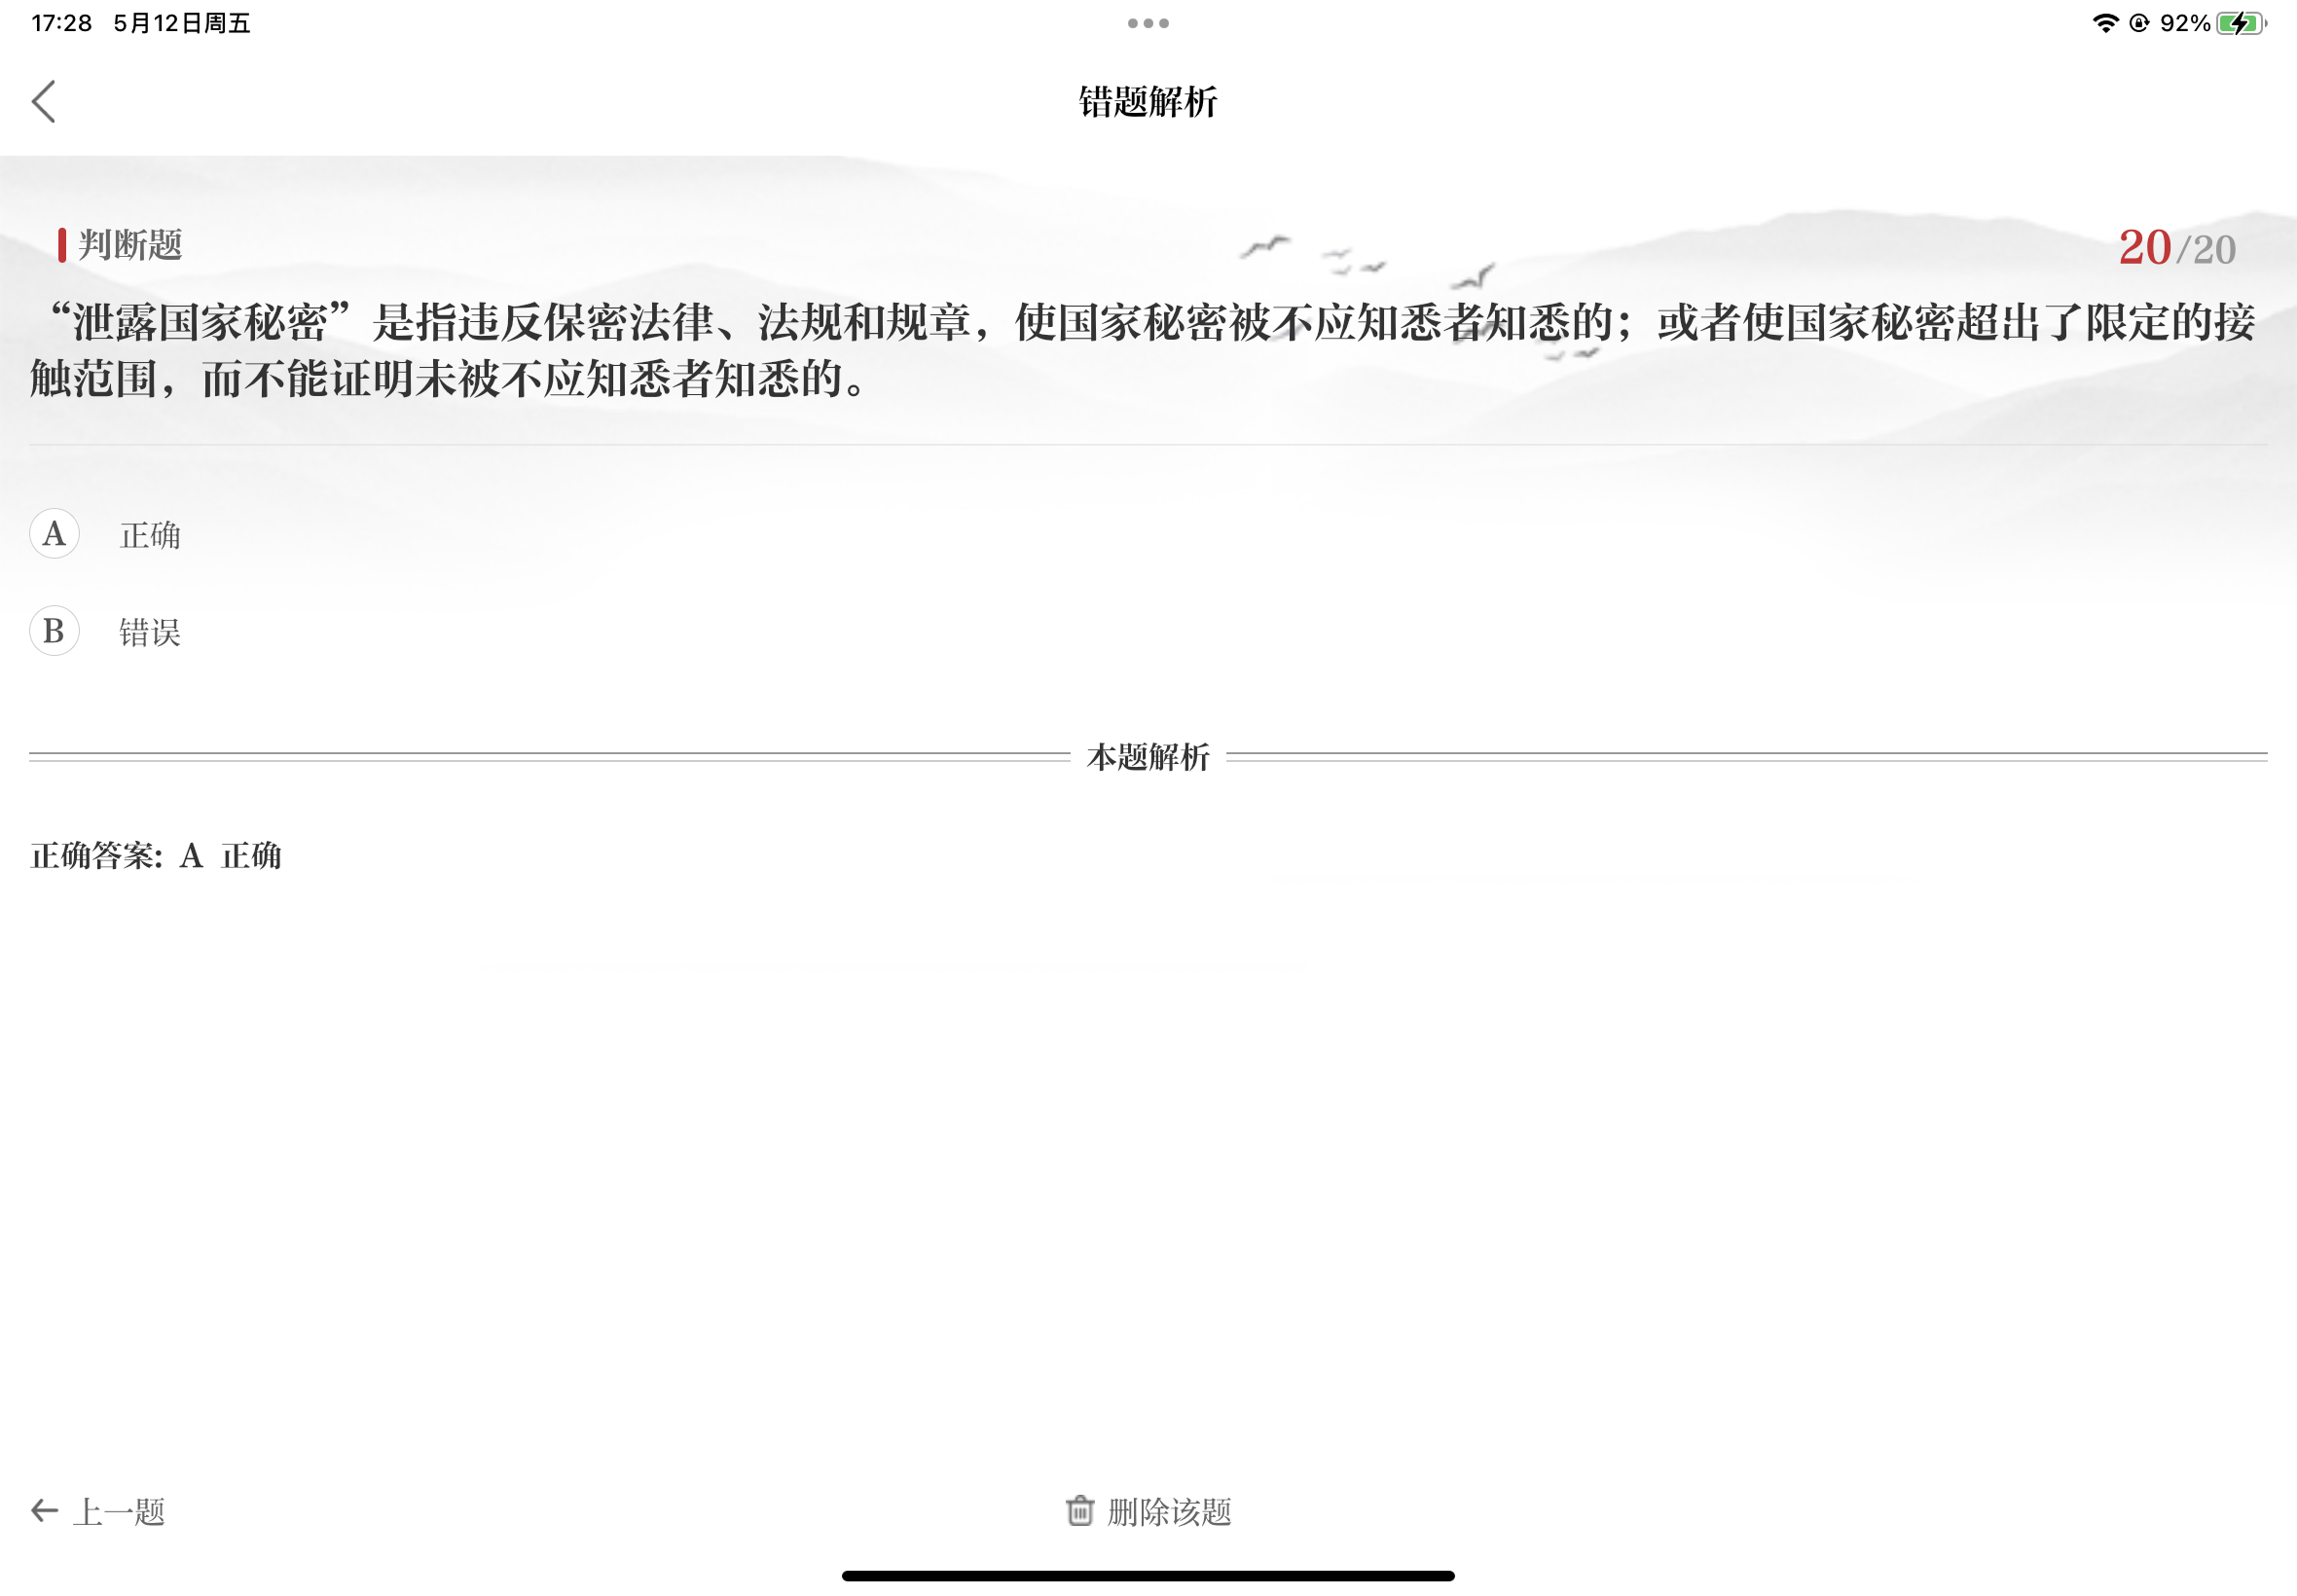 17:28 5月12日周五
92%
错题解析
判断题
20/20
“泄露国家秘密”是指违反保密法律、法规和规章，使国家秘密被不应知悉者知悉的；或者使国家秘密超出了限定的接
触范围，而不能证明未被不应知悉者知悉的。
A 正确
B 错误
本题解析
正确答案: A 正确
上一题
删除该题